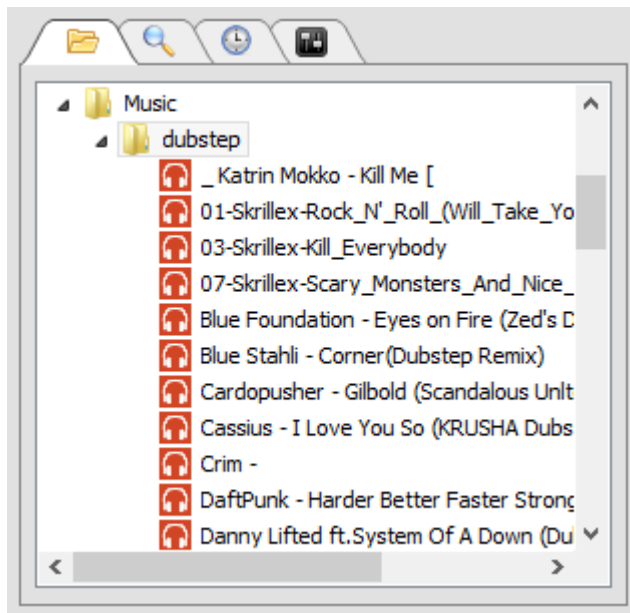 Music
dubstep
_ Katrin Mokko - Kill Me [
01-Skrillex-Rock_N'_Roll_(Will_Take_Yo
03-Skrillex-Kill_Everybody
07-Skrillex-Scary_Monsters_And_Nice_
Blue Foundation - Eyes on Fire (Zed's D
Blue Stahli - Corner(Dubstep Remix)
Cardopusher - Gilbold (Scandalous Unlt
Cassius - I Love You So (KRUSHA Dubs
Crim -
DaftPunk - Harder Better Faster Strong
Danny Lifted ft.System Of A Down (Du